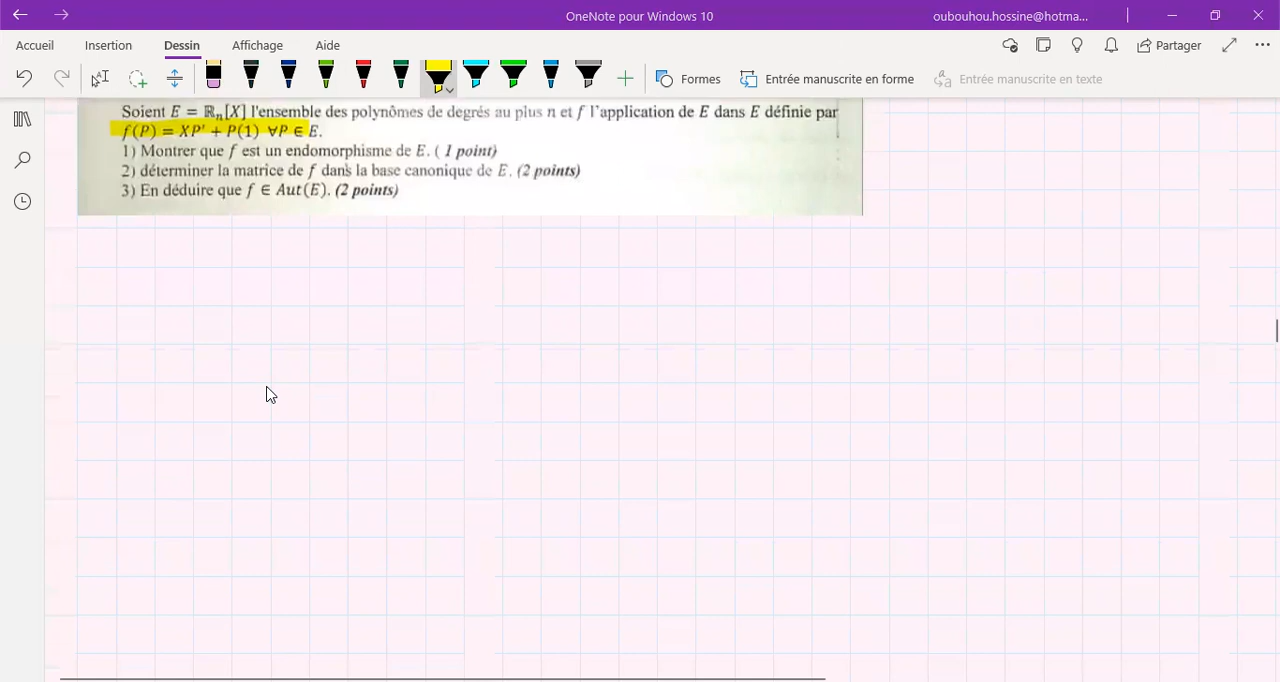 OneNote pour Windows 10
oubouhou.hossine@hotma...
Accueil Insertion Dessin Affichage Aide Partager
Formes Entrée manuscrite en forme Entrée manuscrite en texte
Soient E = ℝₙ[X] l'ensemble des polynômes de degrés au plus n et f l'application de E dans E définie par
f(P) = XP' + P(1) ∀P ∈ E.
1) Montrer que f est un endomorphisme de E. ( 1 point)
2) déterminer la matrice de f dans la base canonique de E. (2 points)
3) En déduire que f ∈ Aut(E). (2 points)